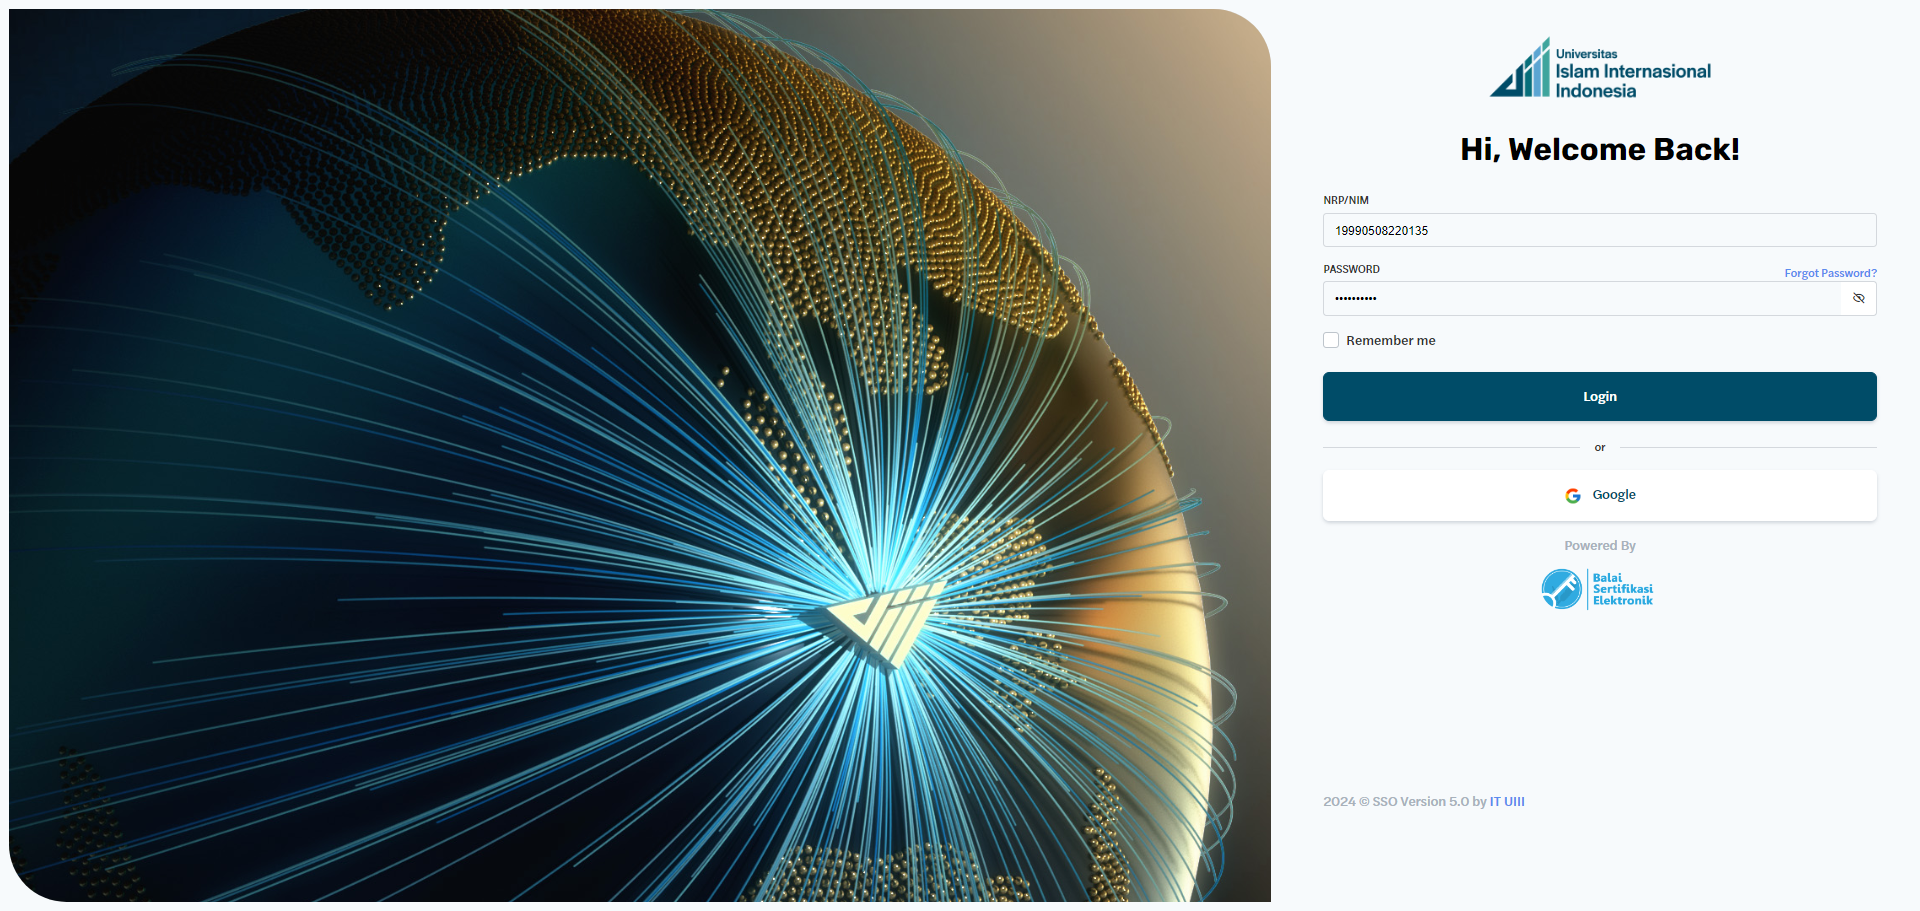 Universitas
Islam Internasional
Indonesia
Hi, Welcome Back!
NRP/NIM
19990508220135
PASSWORD
Forgot Password?
••••••••••
Remember me
Login
or
Google
Powered By
Balai
Sertifikasi
Elektronik
2024 © SSO Version 5.0 by IT UIII